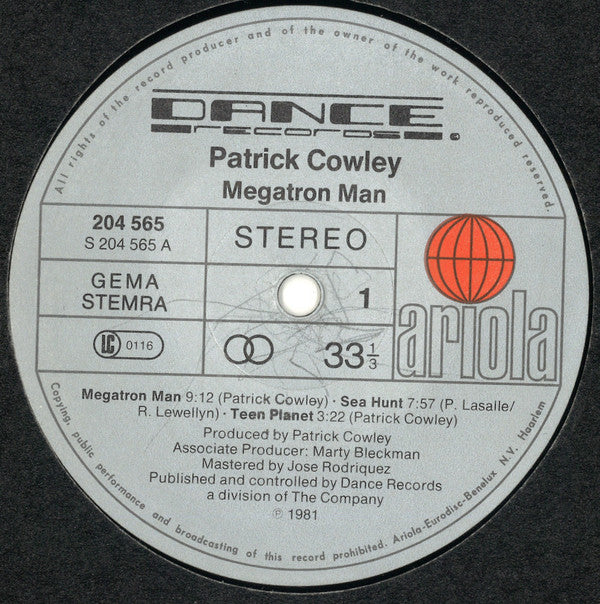 All rights of the record producer and of the owner of the work reproduced reserved.
DANCE
records.
Patrick Cowley
Megatron Man
204 565
S 204 565 A
STEREO
GEMA
STEMRA
1
LC 0116
33 1/3
ariola
Megatron Man 9:12 (Patrick Cowley) · Sea Hunt 7:57 (P. Lasalle/
R. Lewellyn) · Teen Planet 3:22 (Patrick Cowley)
Produced by Patrick Cowley
Associate Producer: Marty Bleckman
Mastered by Jose Rodriquez
Published and controlled by Dance Records
a division of The Company
℗ 1981
Copying, public performance and broadcasting of this record prohibited. Ariola-Eurodisc-Benelux N.V. Haarlem